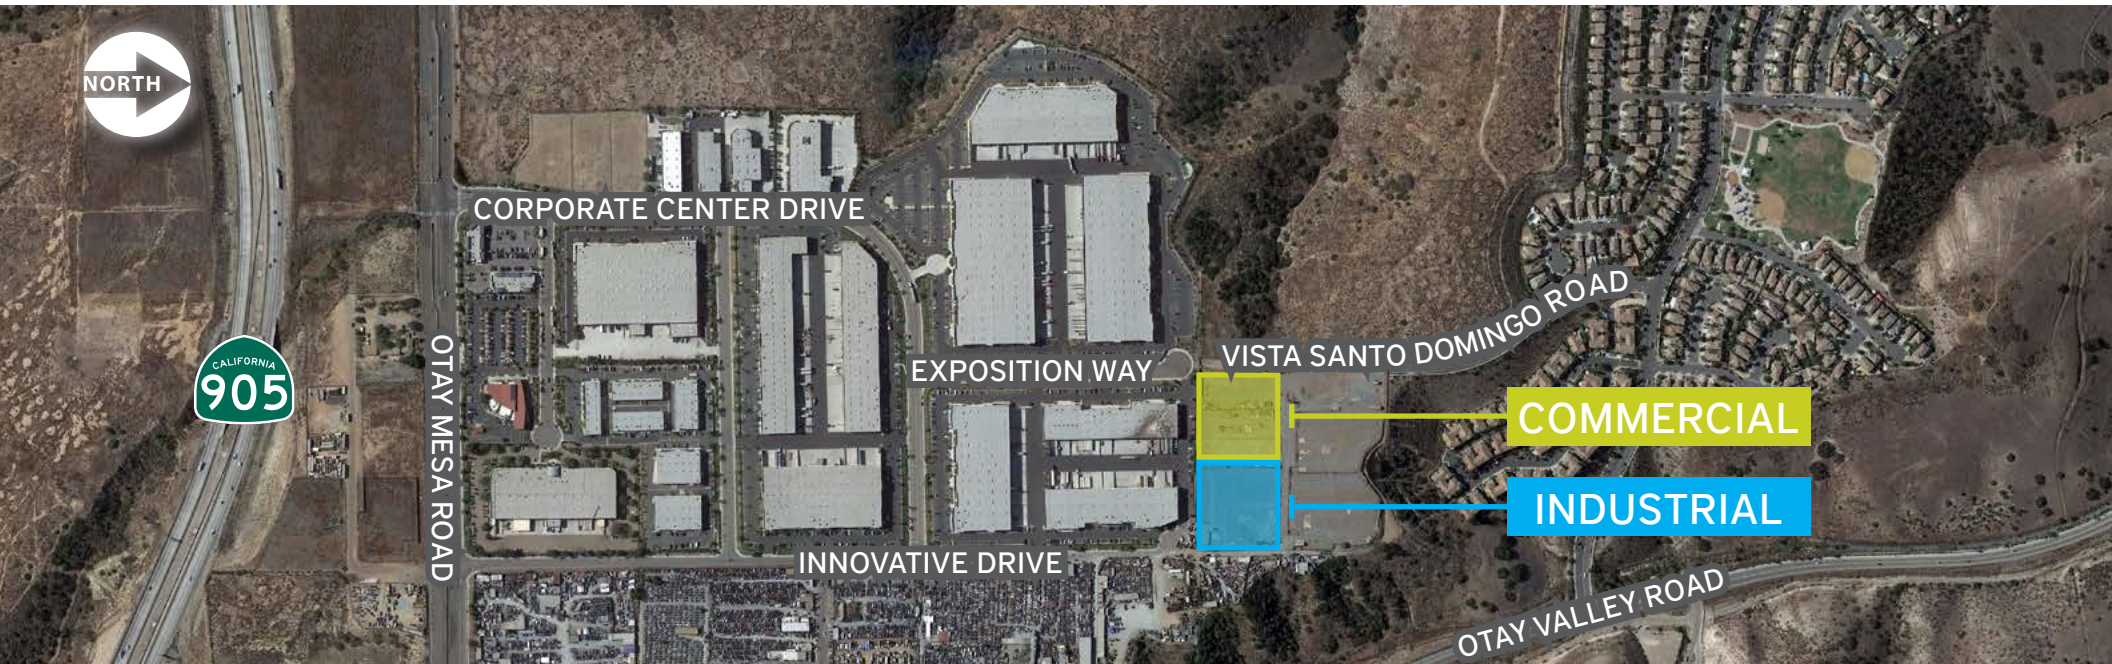 NORTH
CORPORATE CENTER DRIVE
CALIFORNIA
905
OTAY MESA ROAD
EXPOSITION WAY
VISTA SANTO DOMINGO ROAD
COMMERCIAL
INDUSTRIAL
INNOVATIVE DRIVE
OTAY VALLEY ROAD